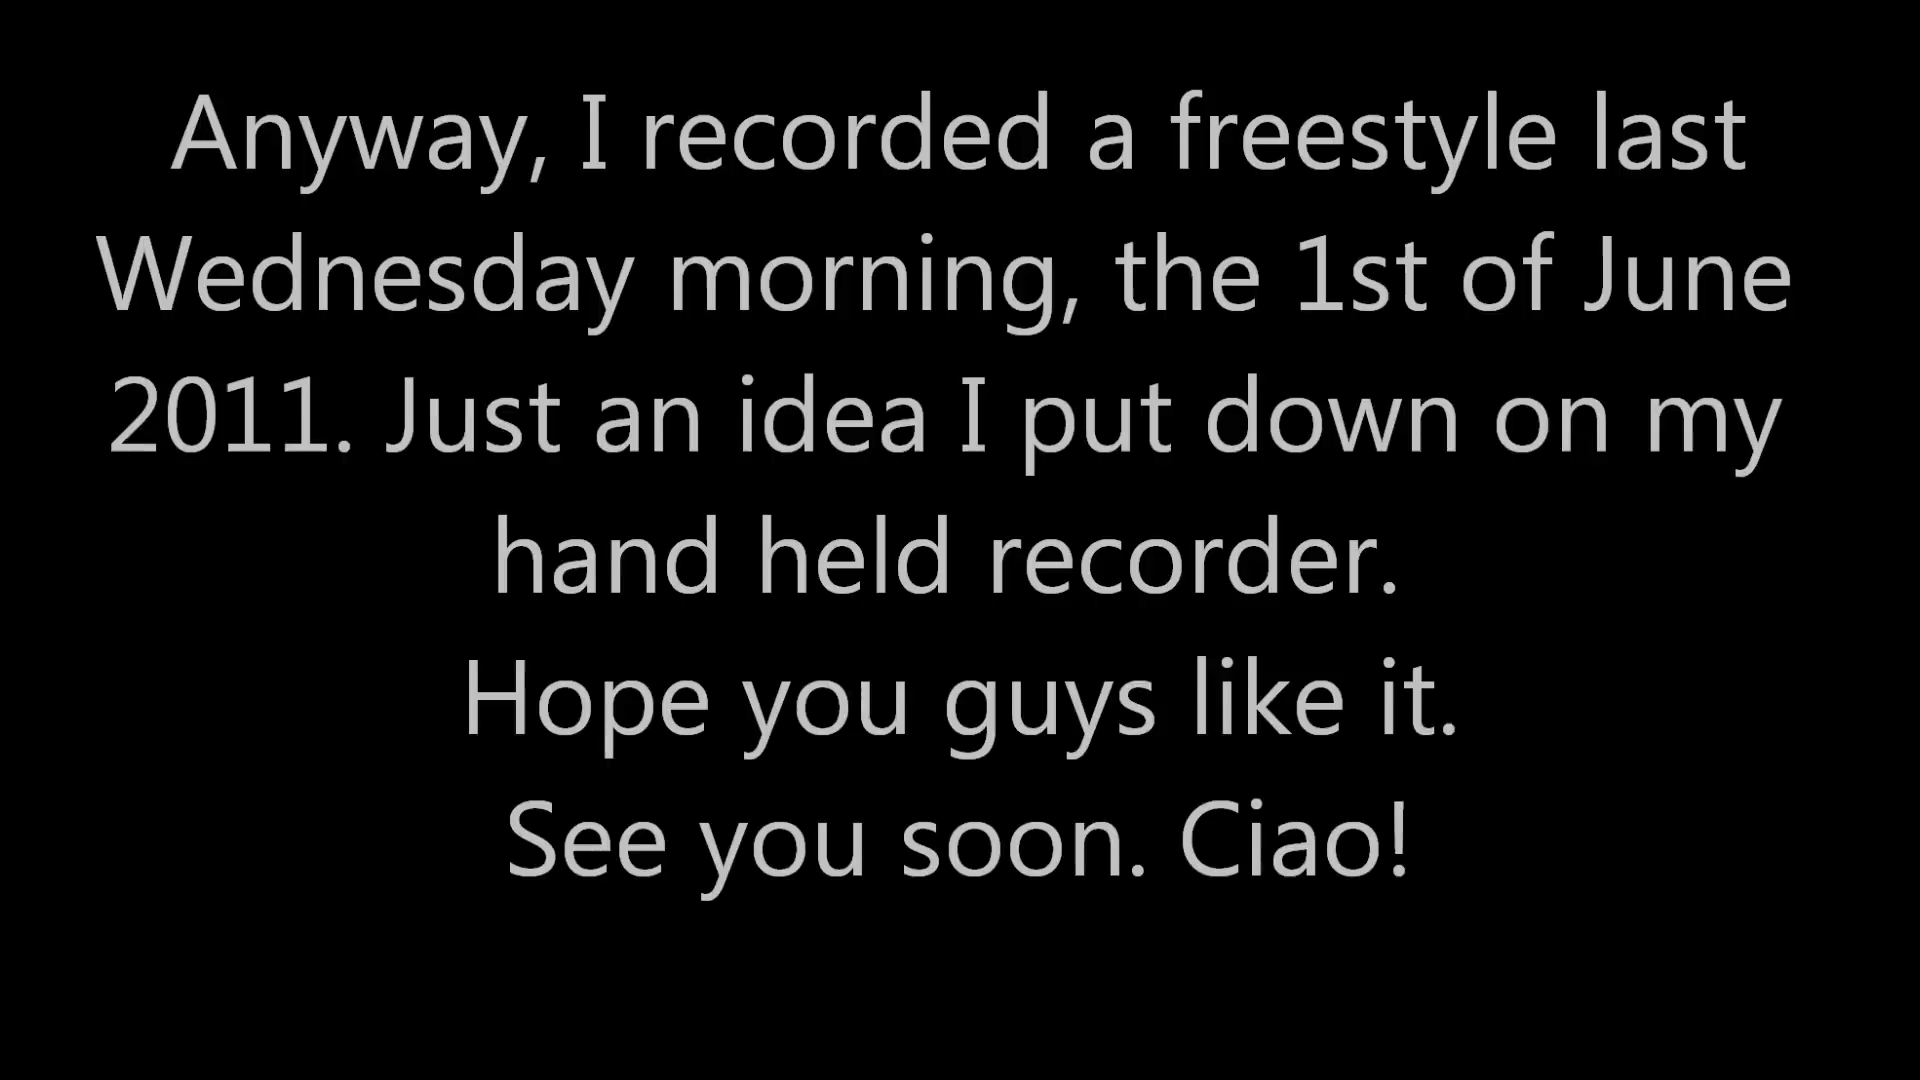 Anyway, I recorded a freestyle last
Wednesday morning, the 1st of June
2011. Just an idea I put down on my
hand held recorder.
Hope you guys like it.
See you soon. Ciao!